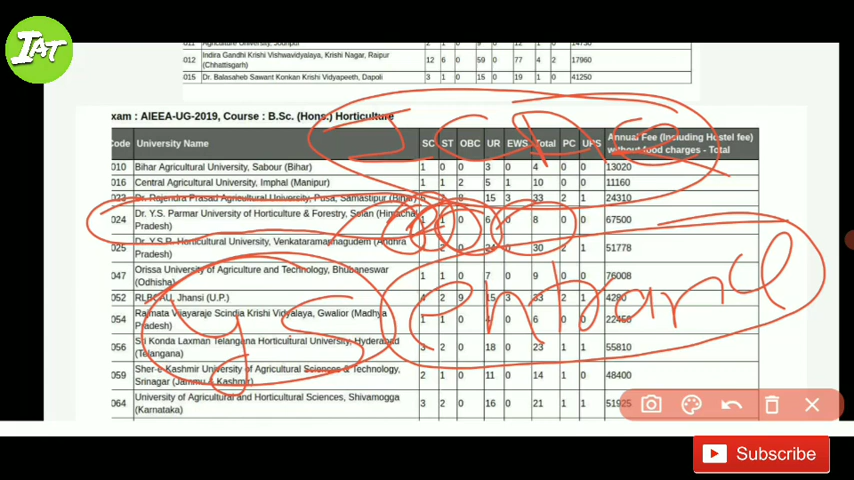 IAT
Agriculture University, Jodhpur 2 1 0 9 0 12 1 0 14750
012 Indira Gandhi Krishi Vishwavidyalaya, Krishi Nagar, Raipur 12 6 0 59 0 77 4 2 17960
(Chhattisgarh)
015 Dr. Balasaheb Sawant Konkan Krishi Vidyapeeth, Dapoli 3 1 0 15 0 19 1 0 41250
xam : AIEEA-UG-2019, Course : B.Sc. (Hons.) Horticulture
Code University Name SC ST OBC UR EWS Total PC UPS Annual Fee (Including Hostel fee)
without food charges - Total
010 Bihar Agricultural University, Sabour (Bihar) 1 0 0 3 0 4 0 0 13020
016 Central Agricultural University, Imphal (Manipur) 1 1 2 5 1 10 0 0 11160
023 Dr. Rajendra Prasad Agricultural University, Pusa, Samastipur (Bihar) 15 3 33 2 1 24310
024 Dr. Y.S. Parmar University of Horticulture & Forestry, Solan (Himachal 1 1 0 6 0 8 0 0 67500
Pradesh)
025 Dr. Y.S.R. Horticultural University, Venkataramannagudem (Andhra 2 0 24 0 30 2 1 51778
Pradesh)
047 Orissa University of Agriculture and Technology, Bhubaneswar 1 1 0 7 0 9 0 0 76008
(Odhisha)
052 RLBCAU, Jhansi (U.P.) 4 2 9 15 3 33 2 1 4280
054 Rajmata Vijayaraje Scindia Krishi Vidyalaya, Gwalior (Madhya 1 1 0 4 0 6 0 0 22450
Pradesh)
056 Sri Konda Laxman Telangana Horticultural University, Hyderabad 3 2 0 18 0 23 1 1 55810
(Telangana)
059 Sher-e-Kashmir University of Agricultural Sciences & Technology, 2 1 0 11 0 14 1 0 48400
Srinagar (Jammu & Kashmir)
064 University of Agricultural and Horticultural Sciences, Shivamogga 3 2 0 16 0 21 1 1 51925
(Karnataka)
Subscribe